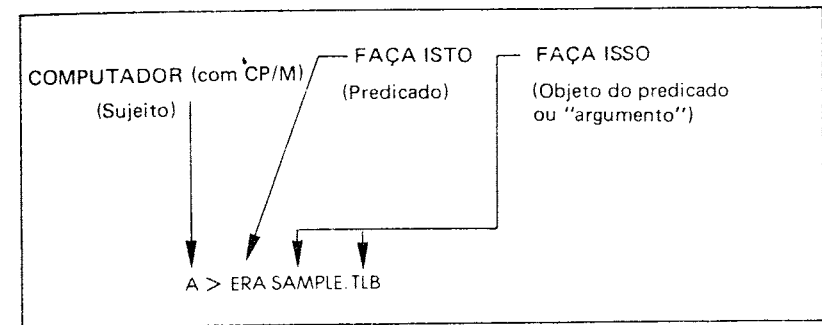 COMPUTADOR (com CP/M)
(Sujeito)
FAÇA ISTO
(Predicado)
FAÇA ISSO
(Objeto do predicado
ou "argumento")
A > ERA SAMPLE.TLB